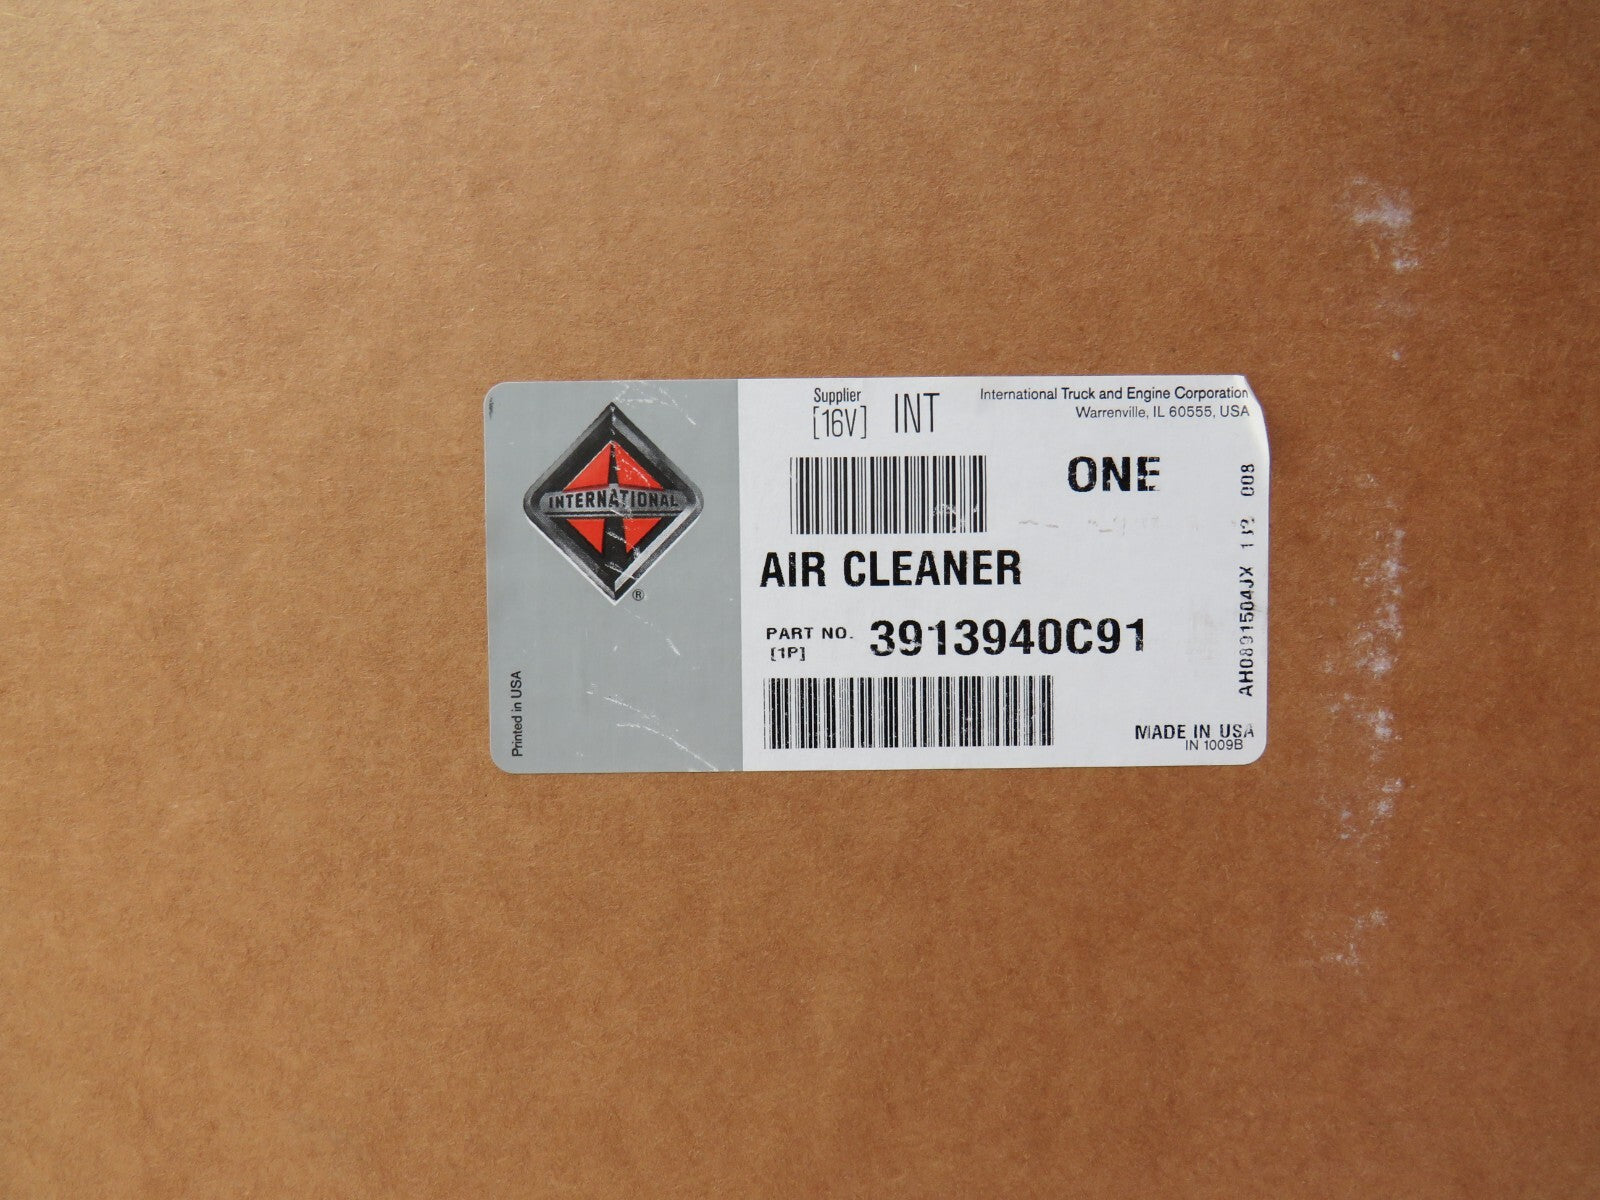 INTERNATIONAL
®
Printed in USA
Supplier
[16V] INT
International Truck and Engine Corporation
Warrenville, IL 60555, USA
ONE
AIR CLEANER
PART NO. 3913940C91
[1P]
MADE IN USA
IN 1009B
008